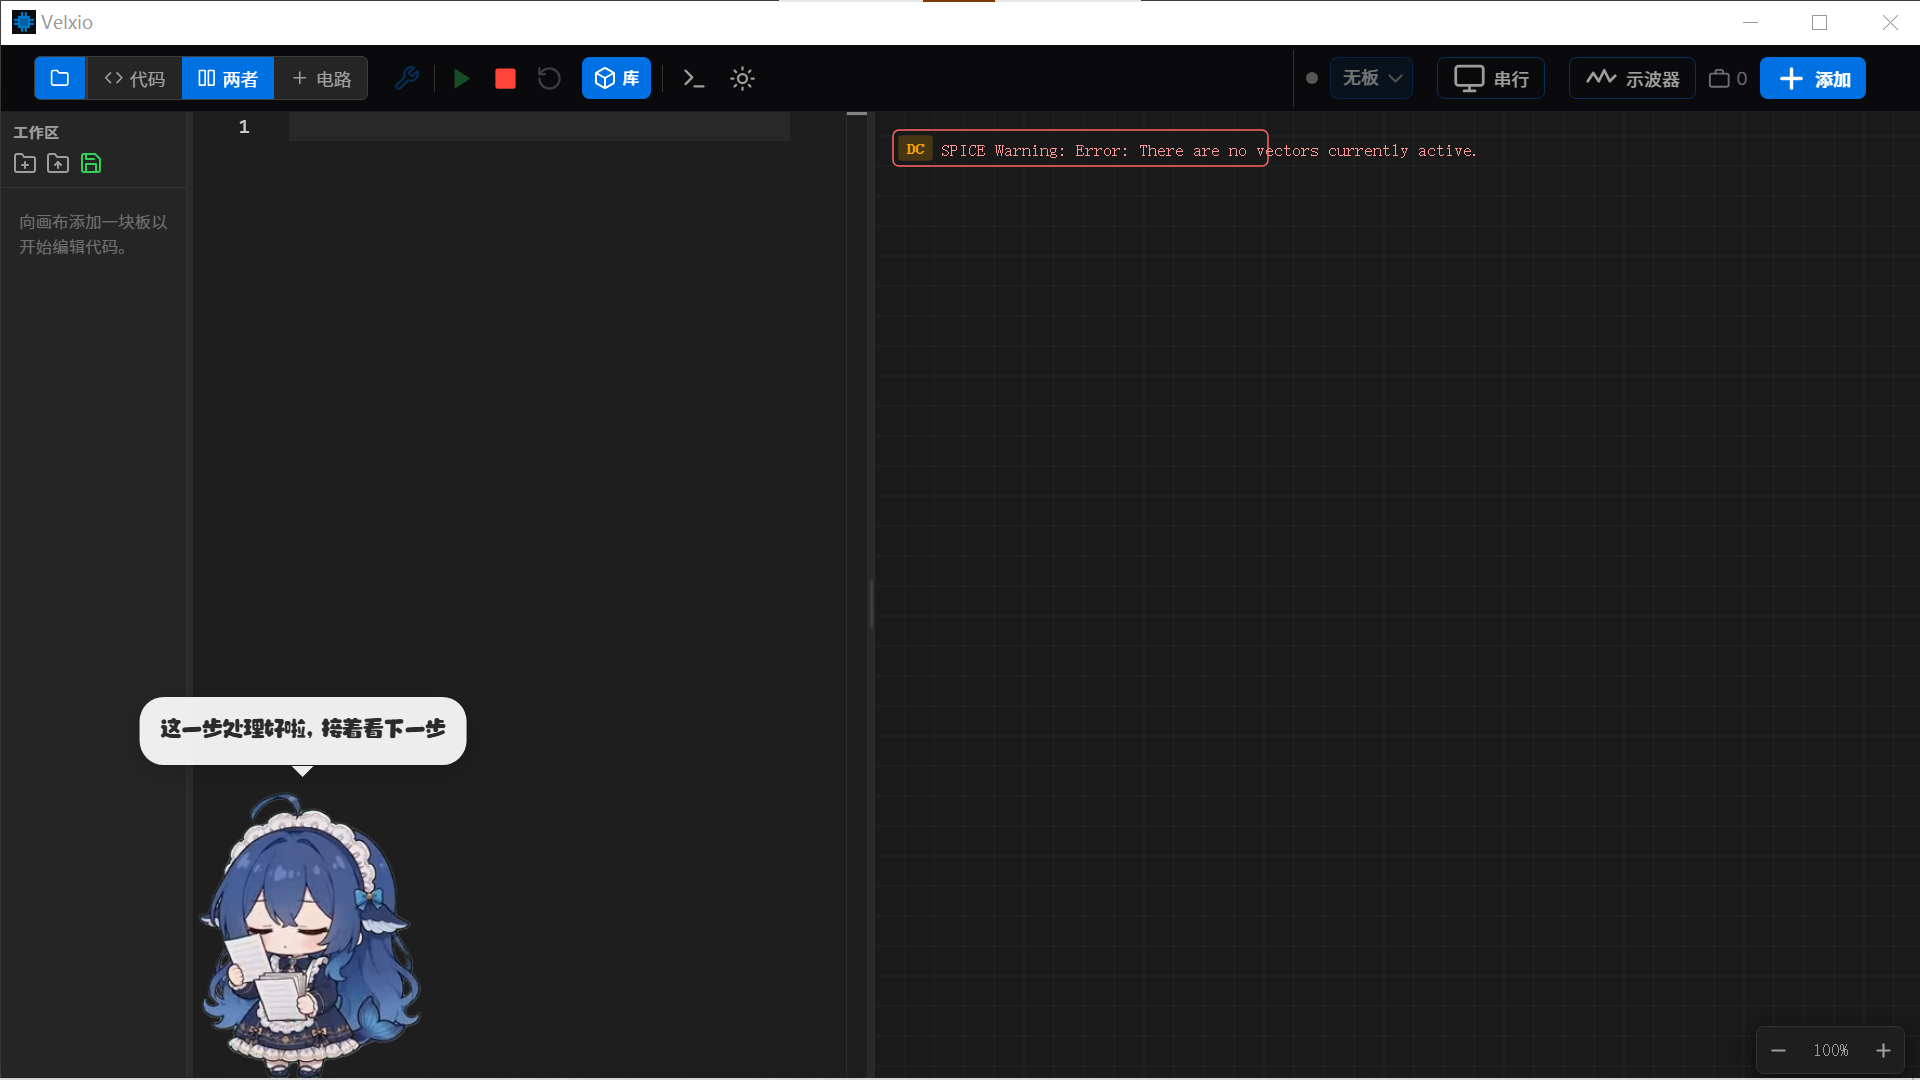 Velxio
代码
两者
电路
库
无板
串行
示波器
0
添加
工作区
向画布添加一块板以
开始编辑代码。
1
DC SPICE Warning: Error: There are no vectors currently active.
这一步处理好啦, 接着看下一步
100%